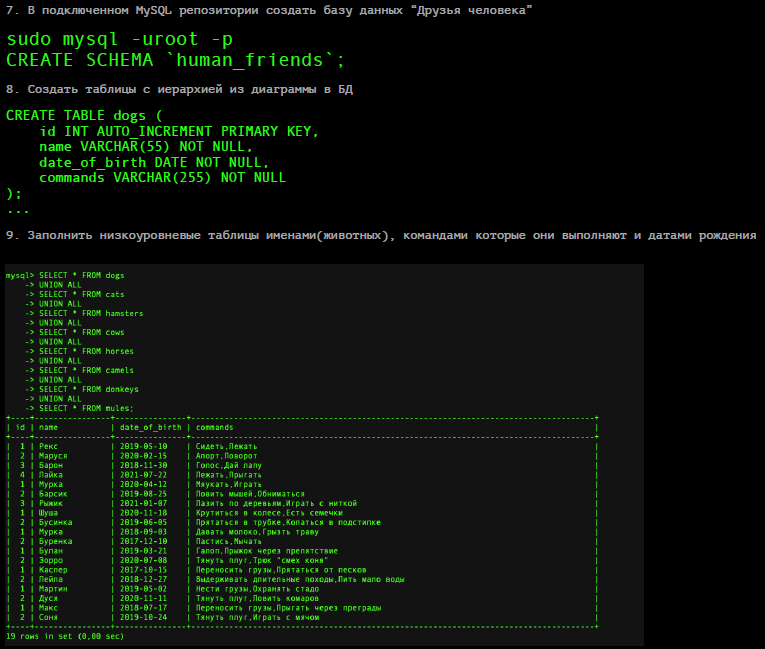 7. В подключенном MySQL репозитории создать базу данных “Друзья человека”
sudo mysql -uroot -p
CREATE SCHEMA `human_friends`;
8. Создать таблицы с иерархией из диаграммы в БД
CREATE TABLE dogs (
id INT AUTO_INCREMENT PRIMARY KEY,
name VARCHAR(55) NOT NULL,
date_of_birth DATE NOT NULL,
commands VARCHAR(255) NOT NULL
);
...
9. Заполнить низкоуровневые таблицы именами(животных), командами которые они выполняют и датами рождения
mysql> SELECT * FROM dogs
-> UNION ALL
-> SELECT * FROM cats
-> UNION ALL
-> SELECT * FROM hamsters
-> UNION ALL
-> SELECT * FROM cows
-> UNION ALL
-> SELECT * FROM horses
-> UNION ALL
-> SELECT * FROM camels
-> UNION ALL
-> SELECT * FROM donkeys
-> UNION ALL
-> SELECT * FROM mules;
| id | name | date_of_birth | commands |
| 1 | Рекс | 2019-05-10 | Сидеть,Лежать |
| 2 | Маруся | 2020-02-15 | Апорт,Поворот |
| 3 | Барон | 2018-11-30 | Голос,Дай лапу |
| 4 | Лайка | 2021-07-22 | Лежать,Прыгать |
| 1 | Мурка | 2020-04-12 | Мяукать,Играть |
| 2 | Барсик | 2019-08-25 | Ловить мышей,Обниматься |
| 3 | Рыжик | 2021-01-07 | Лазить по деревьям,Играть с ниткой |
| 1 | Шуша | 2020-11-18 | Крутиться в колесе,Есть семечки |
| 2 | Бусинка | 2019-06-05 | Прятаться в трубке,Копаться в подстилке |
| 1 | Мурка | 2018-09-03 | Давать молоко,Грызть траву |
| 2 | Буренка | 2017-12-10 | Пастись,Мычать |
| 1 | Булан | 2019-03-21 | Галоп,Прыжок через препятствие |
| 2 | Зорро | 2020-07-08 | Тянуть плуг,Трюк "смех коня" |
| 1 | Каспер | 2017-10-15 | Переносить грузы,Прятаться от песков |
| 2 | Лейла | 2018-12-27 | Выдерживать длительные походы,Пить мало воды |
| 1 | Мартин | 2019-05-02 | Нести грузы,Охранять стадо |
| 2 | Дуся | 2020-11-11 | Тянуть плуг,Ловить комаров |
| 1 | Макс | 2018-07-17 | Переносить грузы,Прыгать через преграды |
| 2 | Соня | 2019-10-24 | Тянуть плуг,Играть с мячом |
19 rows in set (0,00 sec)